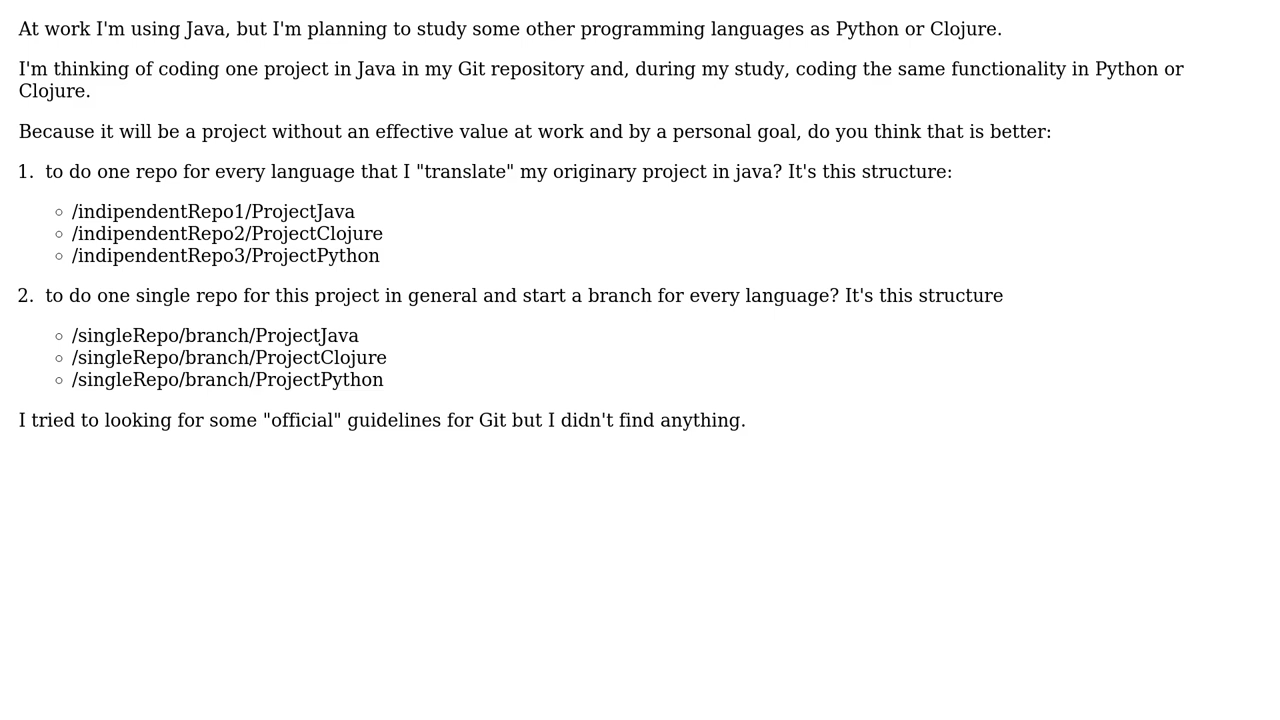 At work I'm using Java, but I'm planning to study some other programming languages as Python or Clojure.
I'm thinking of coding one project in Java in my Git repository and, during my study, coding the same functionality in Python or
Clojure.
Because it will be a project without an effective value at work and by a personal goal, do you think that is better:
1. to do one repo for every language that I "translate" my originary project in java? It's this structure:
◦ /indipendentRepo1/ProjectJava
◦ /indipendentRepo2/ProjectClojure
◦ /indipendentRepo3/ProjectPython
2. to do one single repo for this project in general and start a branch for every language? It's this structure
◦ /singleRepo/branch/ProjectJava
◦ /singleRepo/branch/ProjectClojure
◦ /singleRepo/branch/ProjectPython
I tried to looking for some "official" guidelines for Git but I didn't find anything.